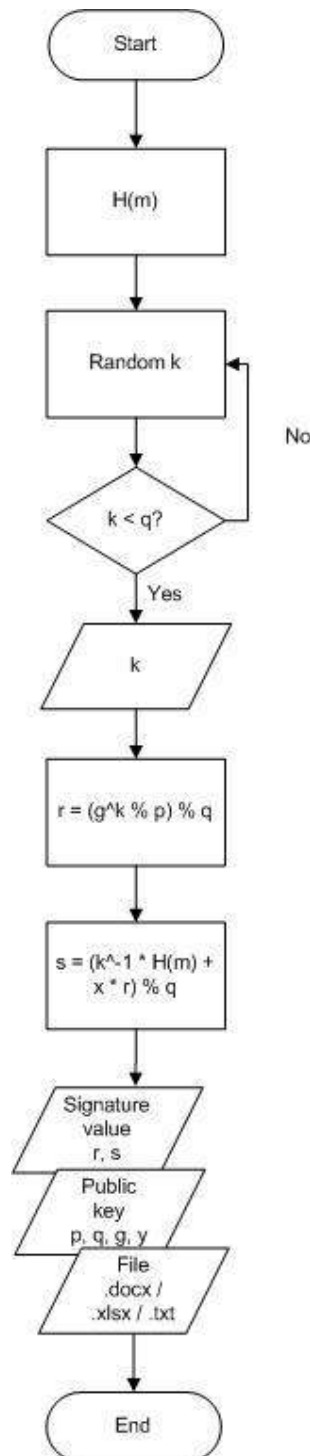 Start
H(m)
Random k
No
k < q?
Yes
k
r = (g^k % p) % q
s = (k^-1 * H(m) +
x * r) % q
Signature
value
r, s
Public
key
p, q, g, y
File
.docx /
.xlsx / .txt
End